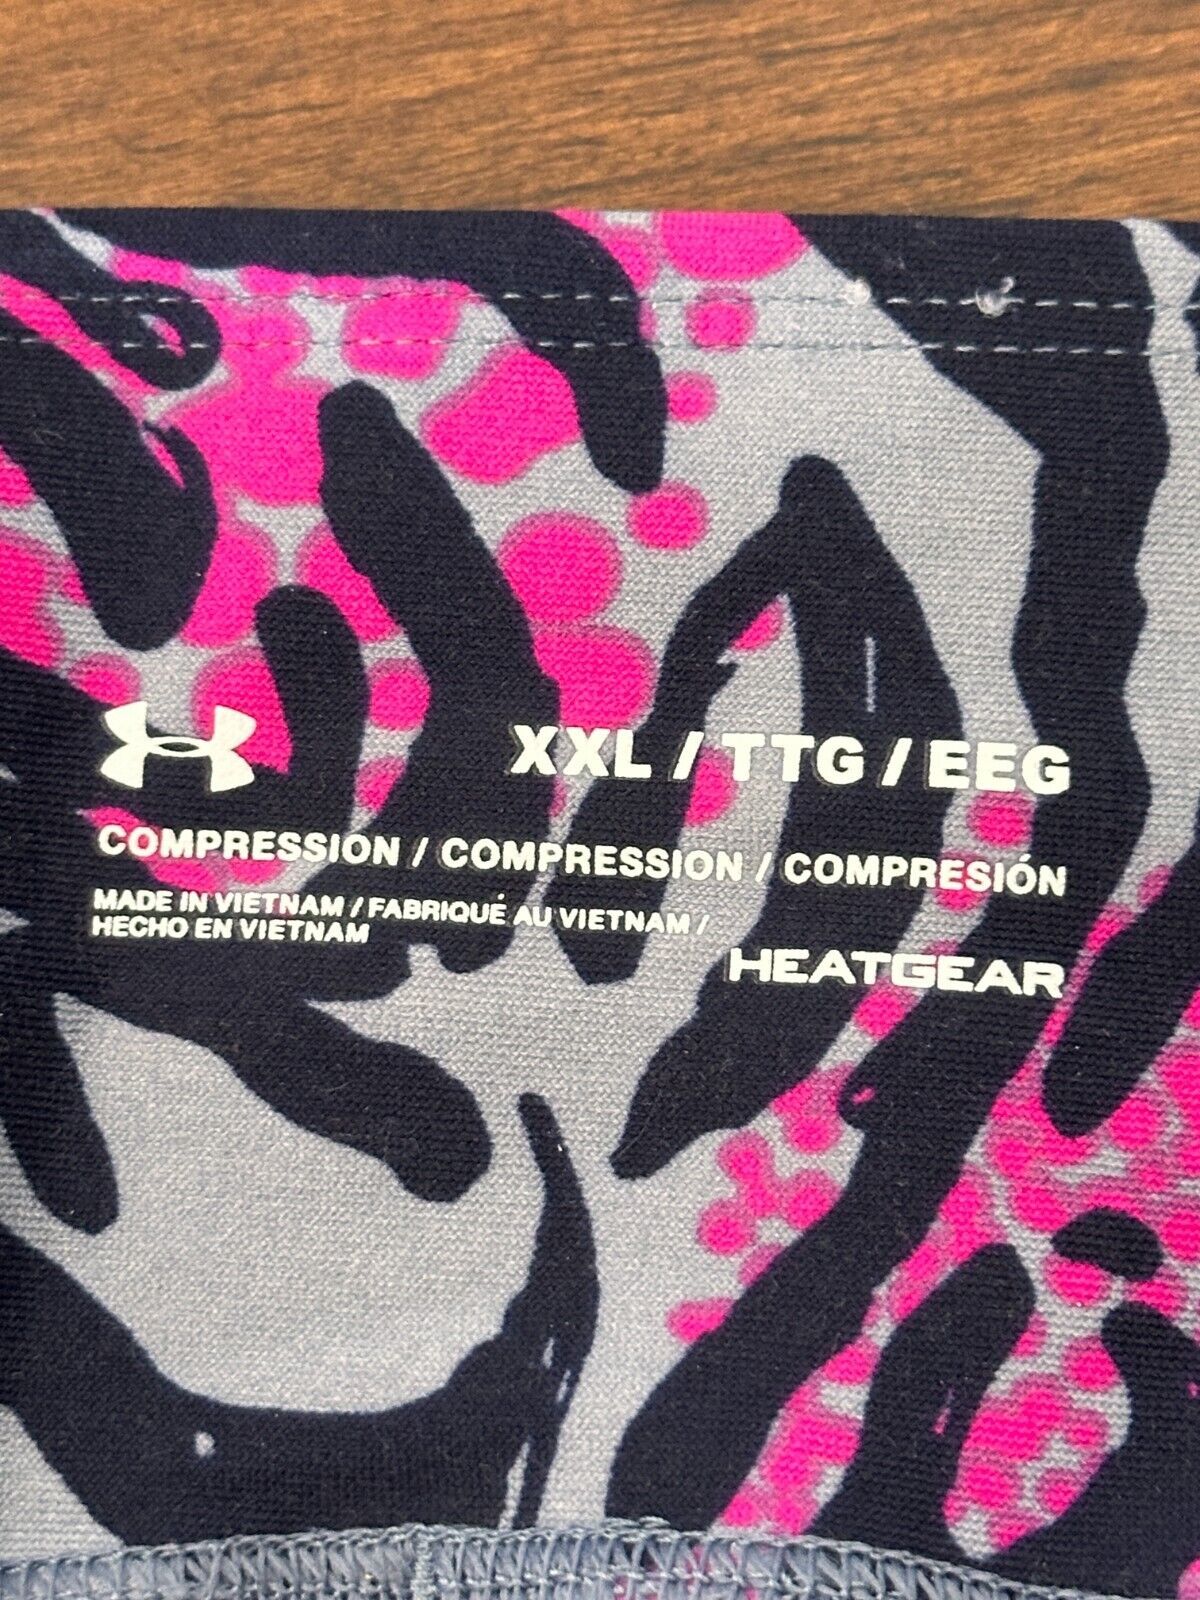 XXL / TTG / EEG
COMPRESSION / COMPRESSION / COMPRESIÓN
MADE IN VIETNAM / FABRIQUÉ AU VIETNAM /
HECHO EN VIETNAM
HEATGEAR